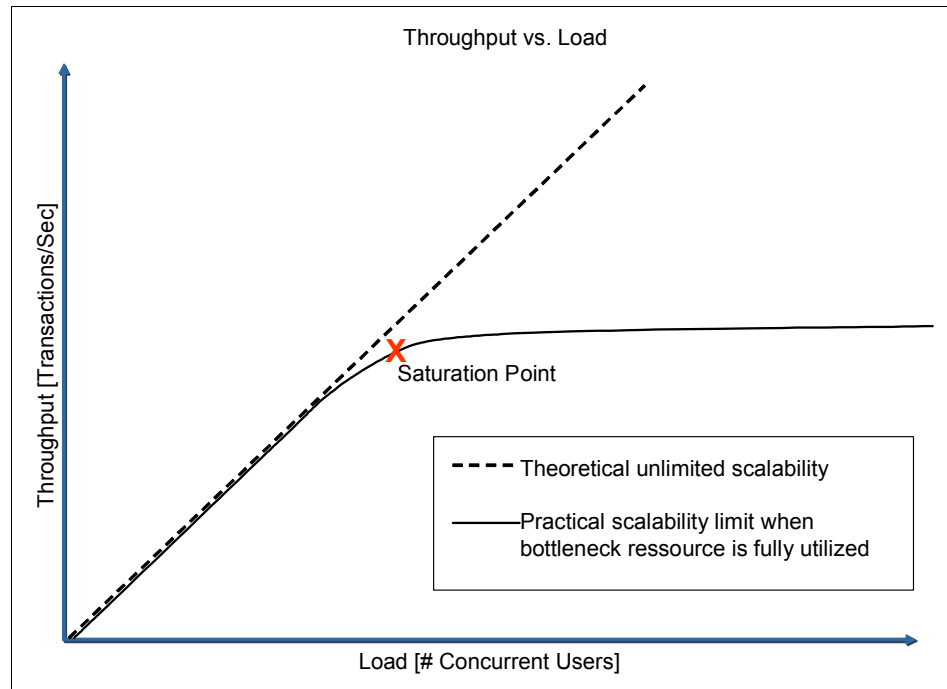 Throughput vs. Load
Throughput [Transactions/Sec]
X
Saturation Point
Theoretical unlimited scalability
Practical scalability limit when
bottleneck ressource is fully utilized
Load [# Concurrent Users]